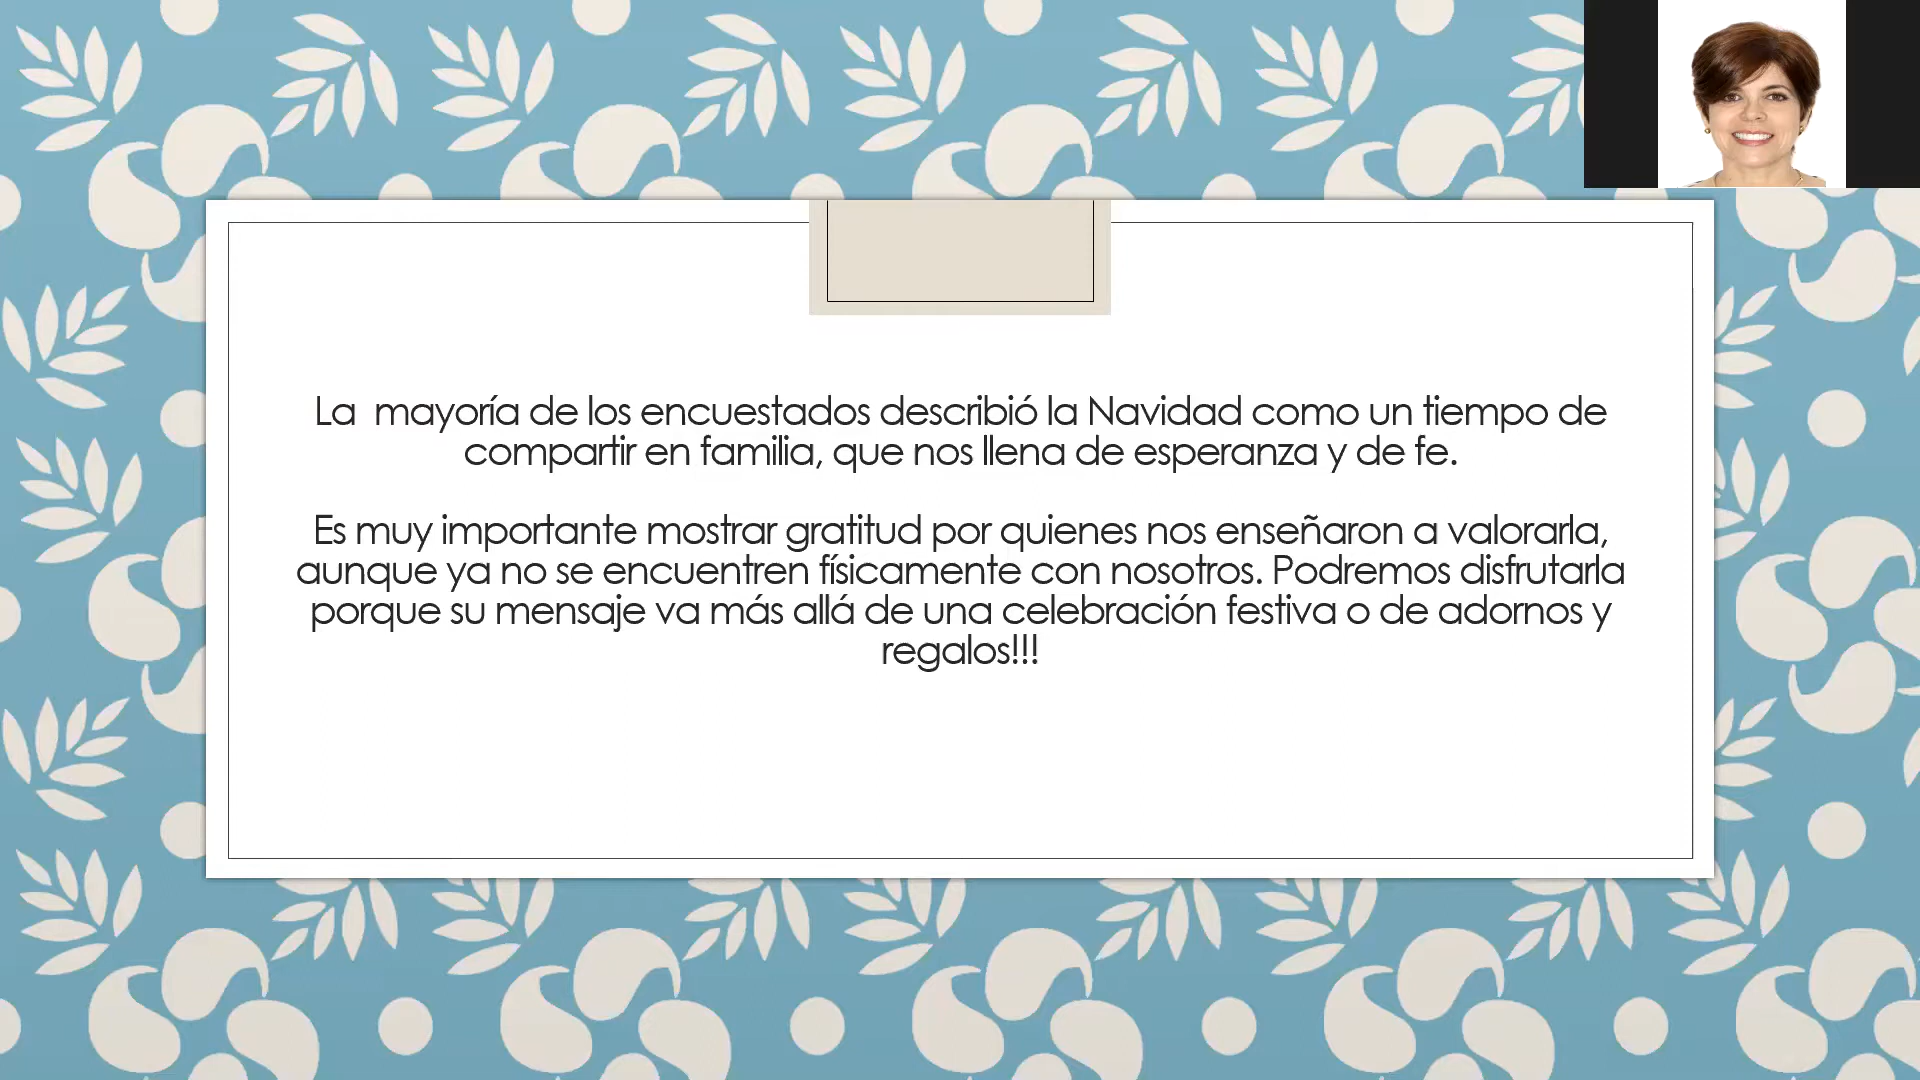 La  mayoría de los encuestados describió la Navidad como un tiempo de
compartir en familia, que nos llena de esperanza y de fe.
Es muy importante mostrar gratitud por quienes nos enseñaron a valorarla,
aunque ya no se encuentren físicamente con nosotros. Podremos disfrutarla
porque su mensaje va más allá de una celebración festiva o de adornos y
regalos!!!